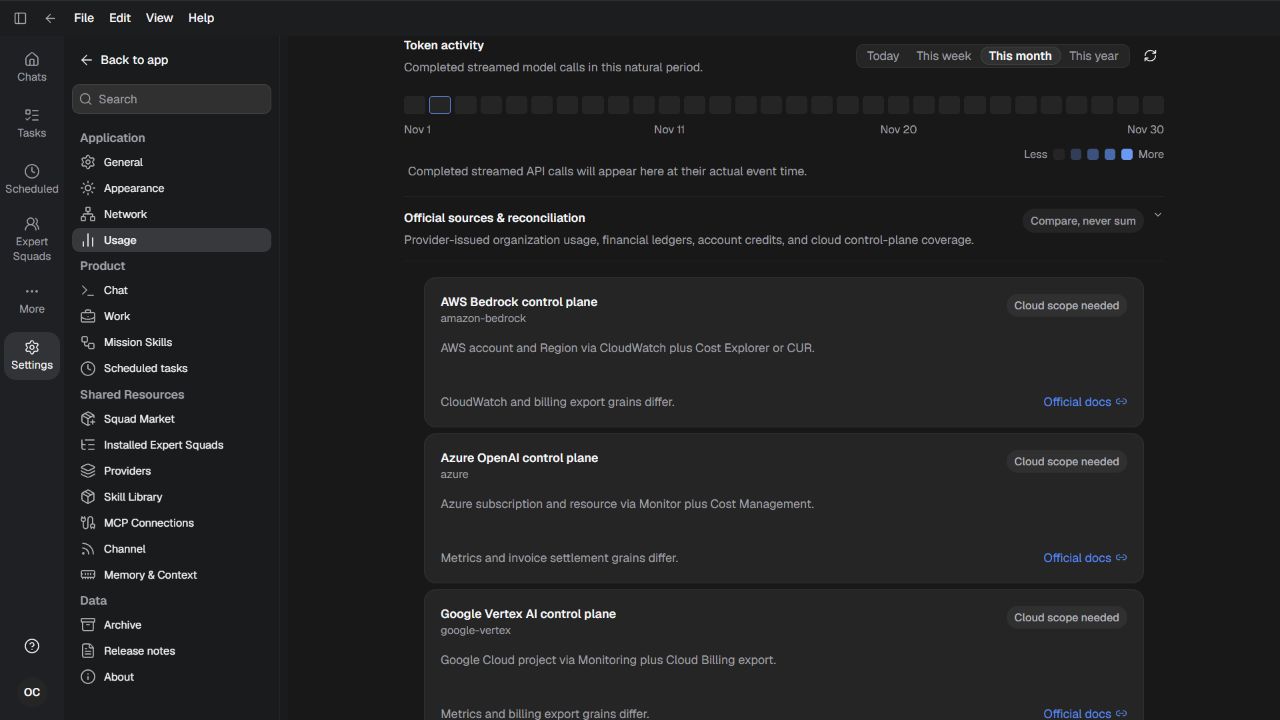 File Edit View Help
Chats
Tasks
Scheduled
Expert
Squads
More
Settings
OC
Back to app
Search
Application
General
Appearance
Network
Usage
Product
Chat
Work
Mission Skills
Scheduled tasks
Shared Resources
Squad Market
Installed Expert Squads
Providers
Skill Library
MCP Connections
Channel
Memory & Context
Data
Archive
Release notes
About
Token activity
Completed streamed model calls in this natural period.
Today This week This month This year
Nov 1 Nov 11 Nov 20 Nov 30
Less More
Completed streamed API calls will appear here at their actual event time.
Official sources & reconciliation
Compare, never sum
Provider-issued organization usage, financial ledgers, account credits, and cloud control-plane coverage.
AWS Bedrock control plane
Cloud scope needed
amazon-bedrock
AWS account and Region via CloudWatch plus Cost Explorer or CUR.
CloudWatch and billing export grains differ.
Official docs
Azure OpenAI control plane
Cloud scope needed
azure
Azure subscription and resource via Monitor plus Cost Management.
Metrics and invoice settlement grains differ.
Official docs
Google Vertex AI control plane
Cloud scope needed
google-vertex
Google Cloud project via Monitoring plus Cloud Billing export.
Metrics and billing export grains differ.
Official docs